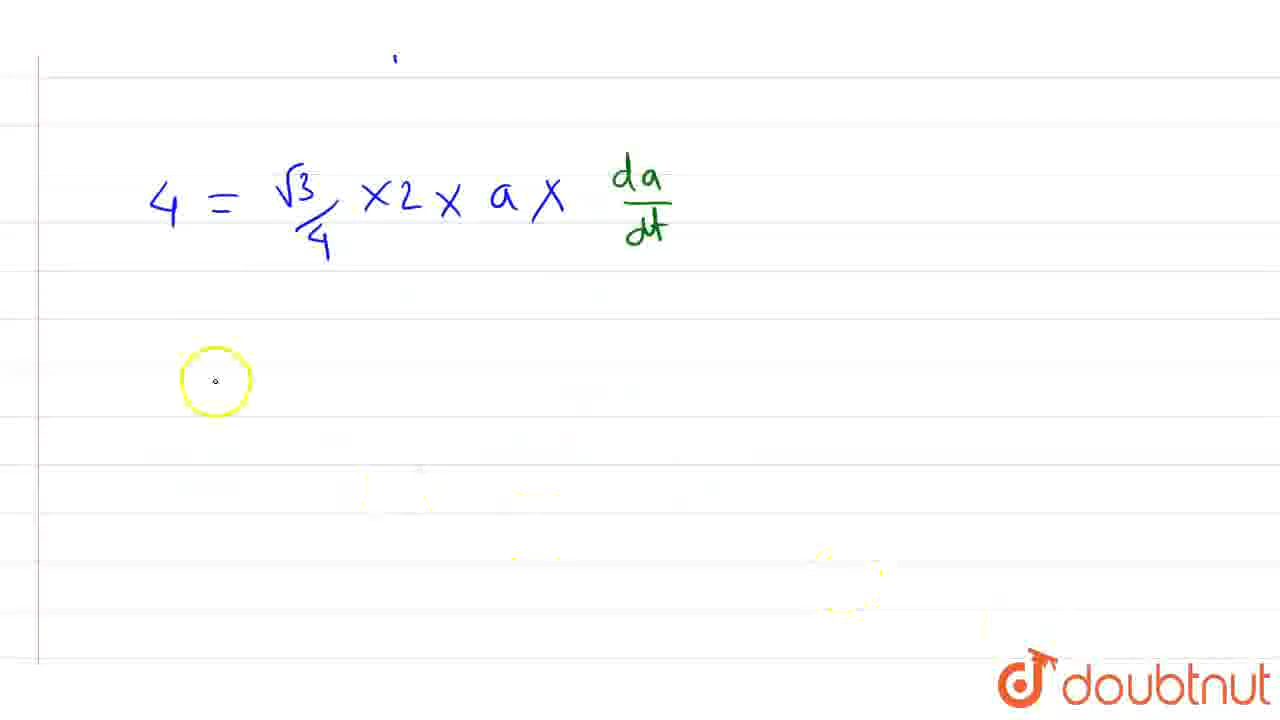 4 = √3/4 × 2 × a × da/dt
doubtnut